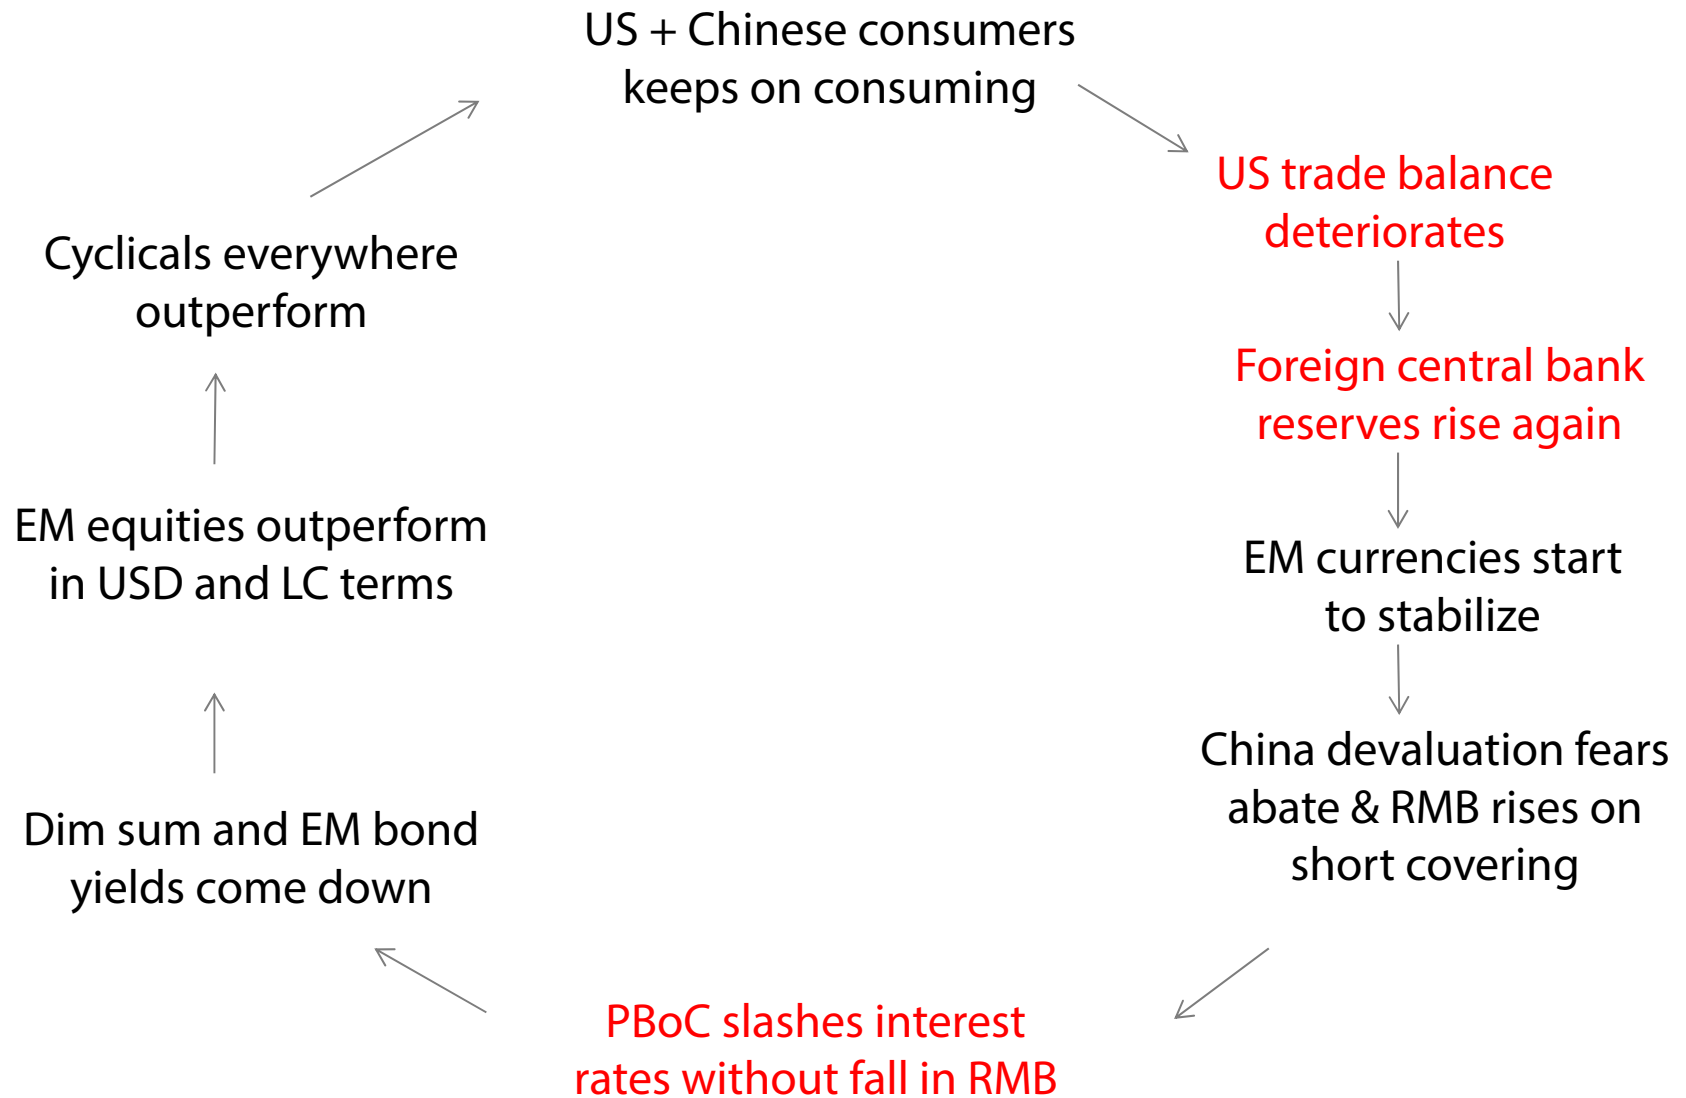 US + Chinese consumers
keeps on consuming
US trade balance
deteriorates
Foreign central bank
reserves rise again
EM currencies start
to stabilize
China devaluation fears
abate & RMB rises on
short covering
PBoC slashes interest
rates without fall in RMB
Dim sum and EM bond
yields come down
EM equities outperform
in USD and LC terms
Cyclicals everywhere
outperform